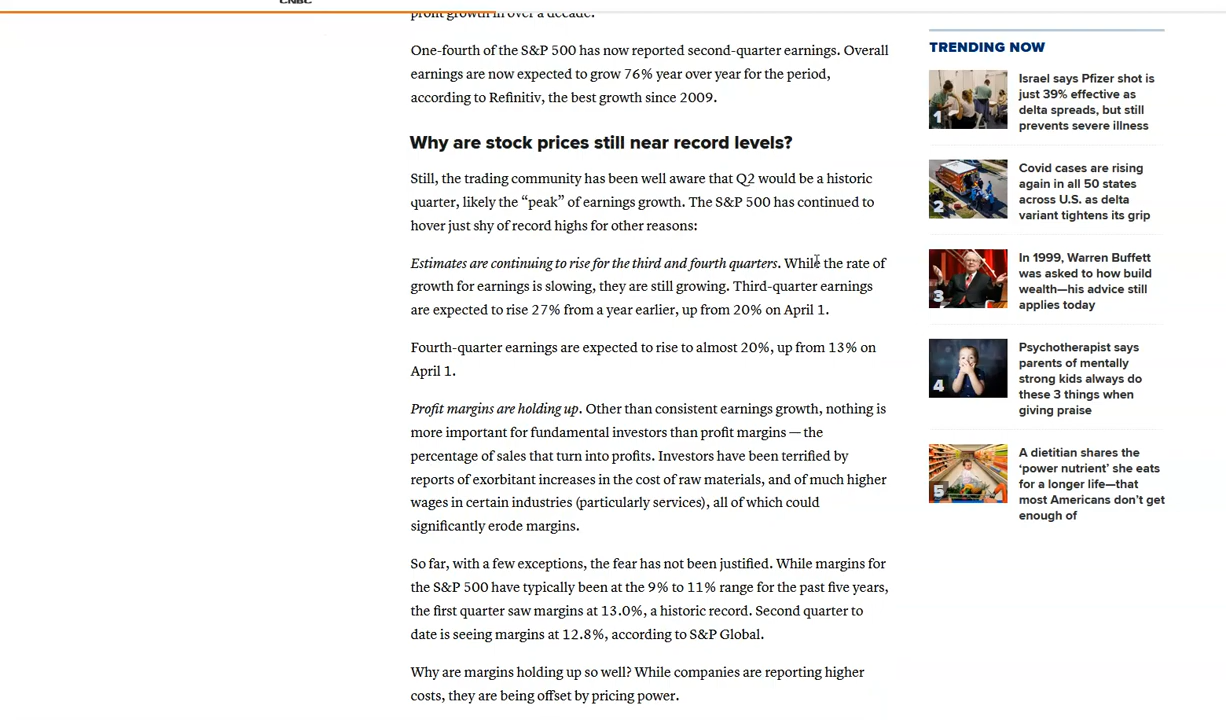 CNBC
profit growth in over a decade.
One-fourth of the S&P 500 has now reported second-quarter earnings. Overall
earnings are now expected to grow 76% year over year for the period,
according to Refinitiv, the best growth since 2009.
Why are stock prices still near record levels?
Still, the trading community has been well aware that Q2 would be a historic
quarter, likely the “peak” of earnings growth. The S&P 500 has continued to
hover just shy of record highs for other reasons:
Estimates are continuing to rise for the third and fourth quarters. While the rate of
growth for earnings is slowing, they are still growing. Third-quarter earnings
are expected to rise 27% from a year earlier, up from 20% on April 1.
Fourth-quarter earnings are expected to rise to almost 20%, up from 13% on
April 1.
Profit margins are holding up. Other than consistent earnings growth, nothing is
more important for fundamental investors than profit margins — the
percentage of sales that turn into profits. Investors have been terrified by
reports of exorbitant increases in the cost of raw materials, and of much higher
wages in certain industries (particularly services), all of which could
significantly erode margins.
So far, with a few exceptions, the fear has not been justified. While margins for
the S&P 500 have typically been at the 9% to 11% range for the past five years,
the first quarter saw margins at 13.0%, a historic record. Second quarter to
date is seeing margins at 12.8%, according to S&P Global.
Why are margins holding up so well? While companies are reporting higher
costs, they are being offset by pricing power.
TRENDING NOW
1
Israel says Pfizer shot is
just 39% effective as
delta spreads, but still
prevents severe illness
2
Covid cases are rising
again in all 50 states
across U.S. as delta
variant tightens its grip
3
In 1999, Warren Buffett
was asked to how build
wealth—his advice still
applies today
4
Psychotherapist says
parents of mentally
strong kids always do
these 3 things when
giving praise
5
A dietitian shares the
‘power nutrient’ she eats
for a longer life—that
most Americans don’t get
enough of